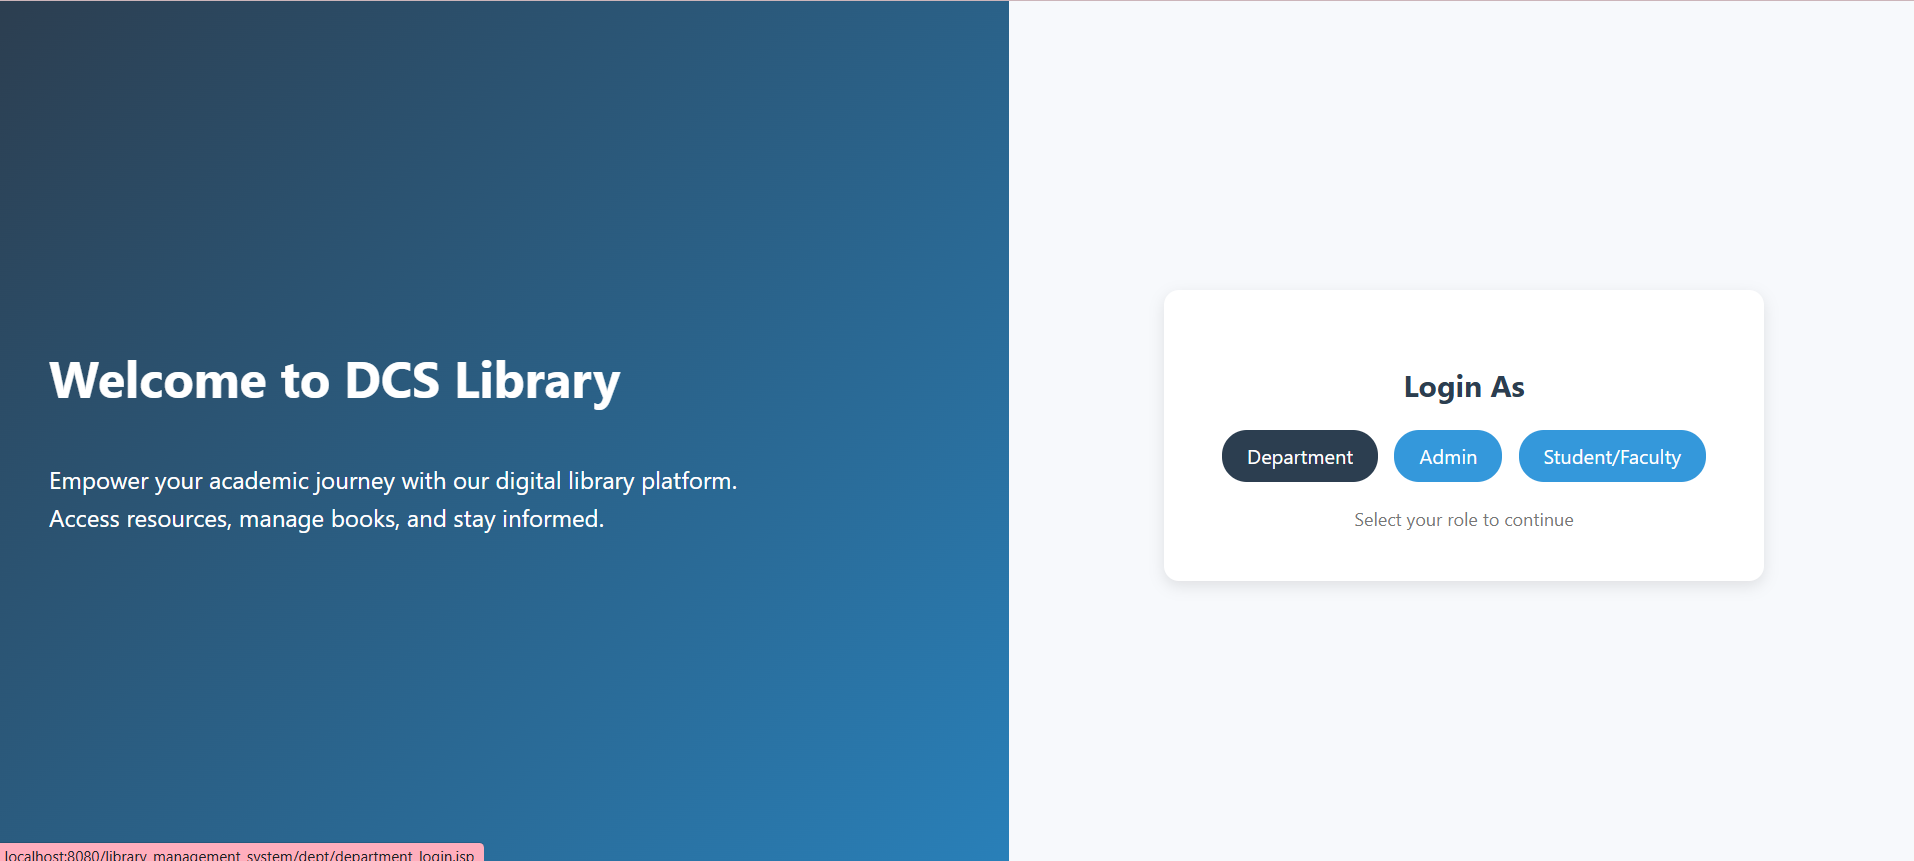 Welcome to DCS Library
Empower your academic journey with our digital library platform.
Access resources, manage books, and stay informed.
Login As
Department
Admin
Student/Faculty
Select your role to continue
localhost:8080/library_management_system/dept/department_login.jsp